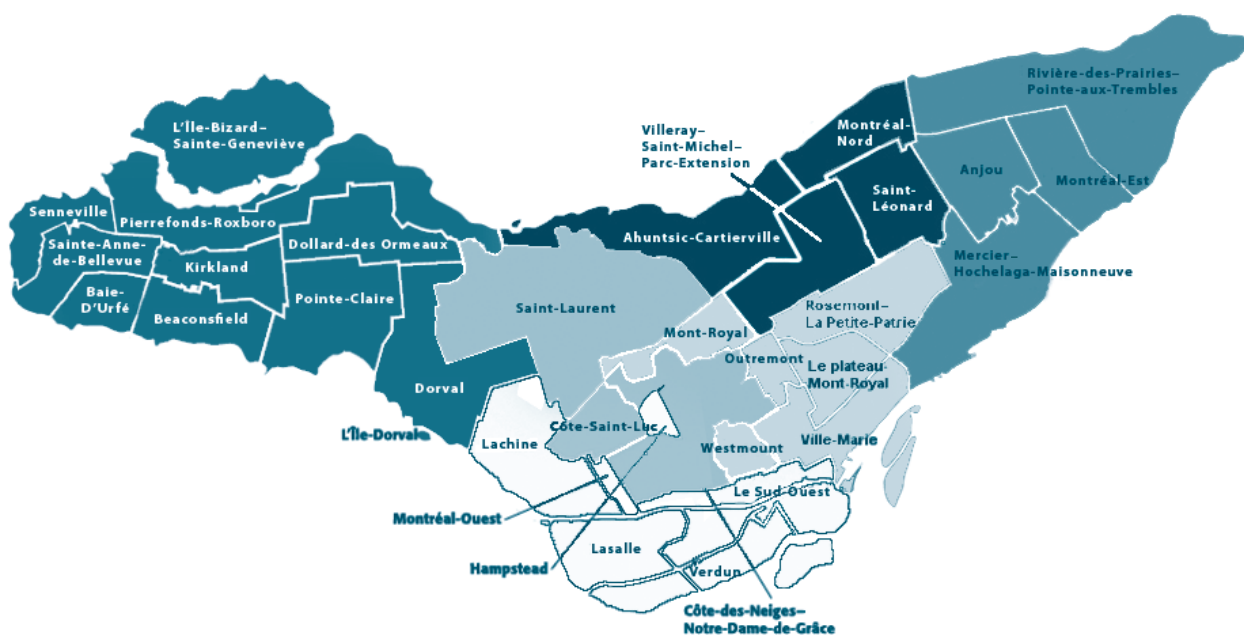 Rivière-des-Prairies–
Pointe-aux-Trembles
L'Île-Bizard–
Sainte-Geneviève
Villeray–
Saint-Michel–
Parc-Extension
Montréal-
Nord
Anjou
Montréal-Est
Saint-
Léonard
Senneville
Pierrefonds-Roxboro
Ahuntsic-Cartierville
Sainte-Anne-
de-Bellevue
Dollard-des Ormeaux
Kirkland
Mercier–
Hochelaga-Maisonneuve
Baie-
D'Urfé
Pointe-Claire
Beaconsfield
Saint-Laurent
Rosemont–
La Petite-Patrie
Mont-Royal
Outremont
Le plateau-
Mont-Royal
Dorval
L'Île-Dorval
Lachine
Côte-Saint-Luc
Westmount
Ville-Marie
Le Sud-Ouest
Montréal-Ouest
Lasalle
Hampstead
Verdun
Côte-des-Neiges–
Notre-Dame-de-Grâce